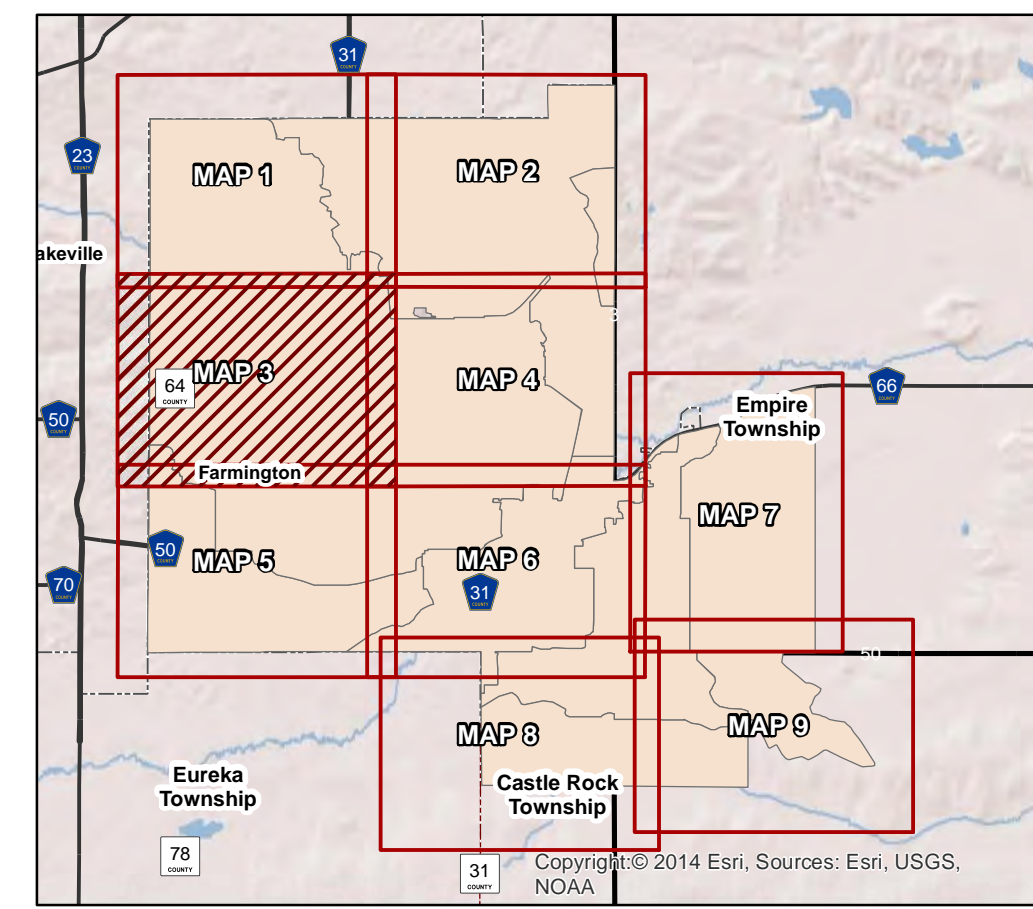 31
COUNTY
23
COUNTY
MAP 1
MAP 2
akeville
3
MAP 3
MAP 4
64
COUNTY
66
COUNTY
50
COUNTY
Empire
Township
Farmington
MAP 7
50
COUNTY
MAP 5
MAP 6
70
COUNTY
31
COUNTY
50
MAP 8
MAP 9
Eureka
Township
Castle Rock
Township
78
COUNTY
31
COUNTY
Copyright:© 2014 Esri, Sources: Esri, USGS,
NOAA